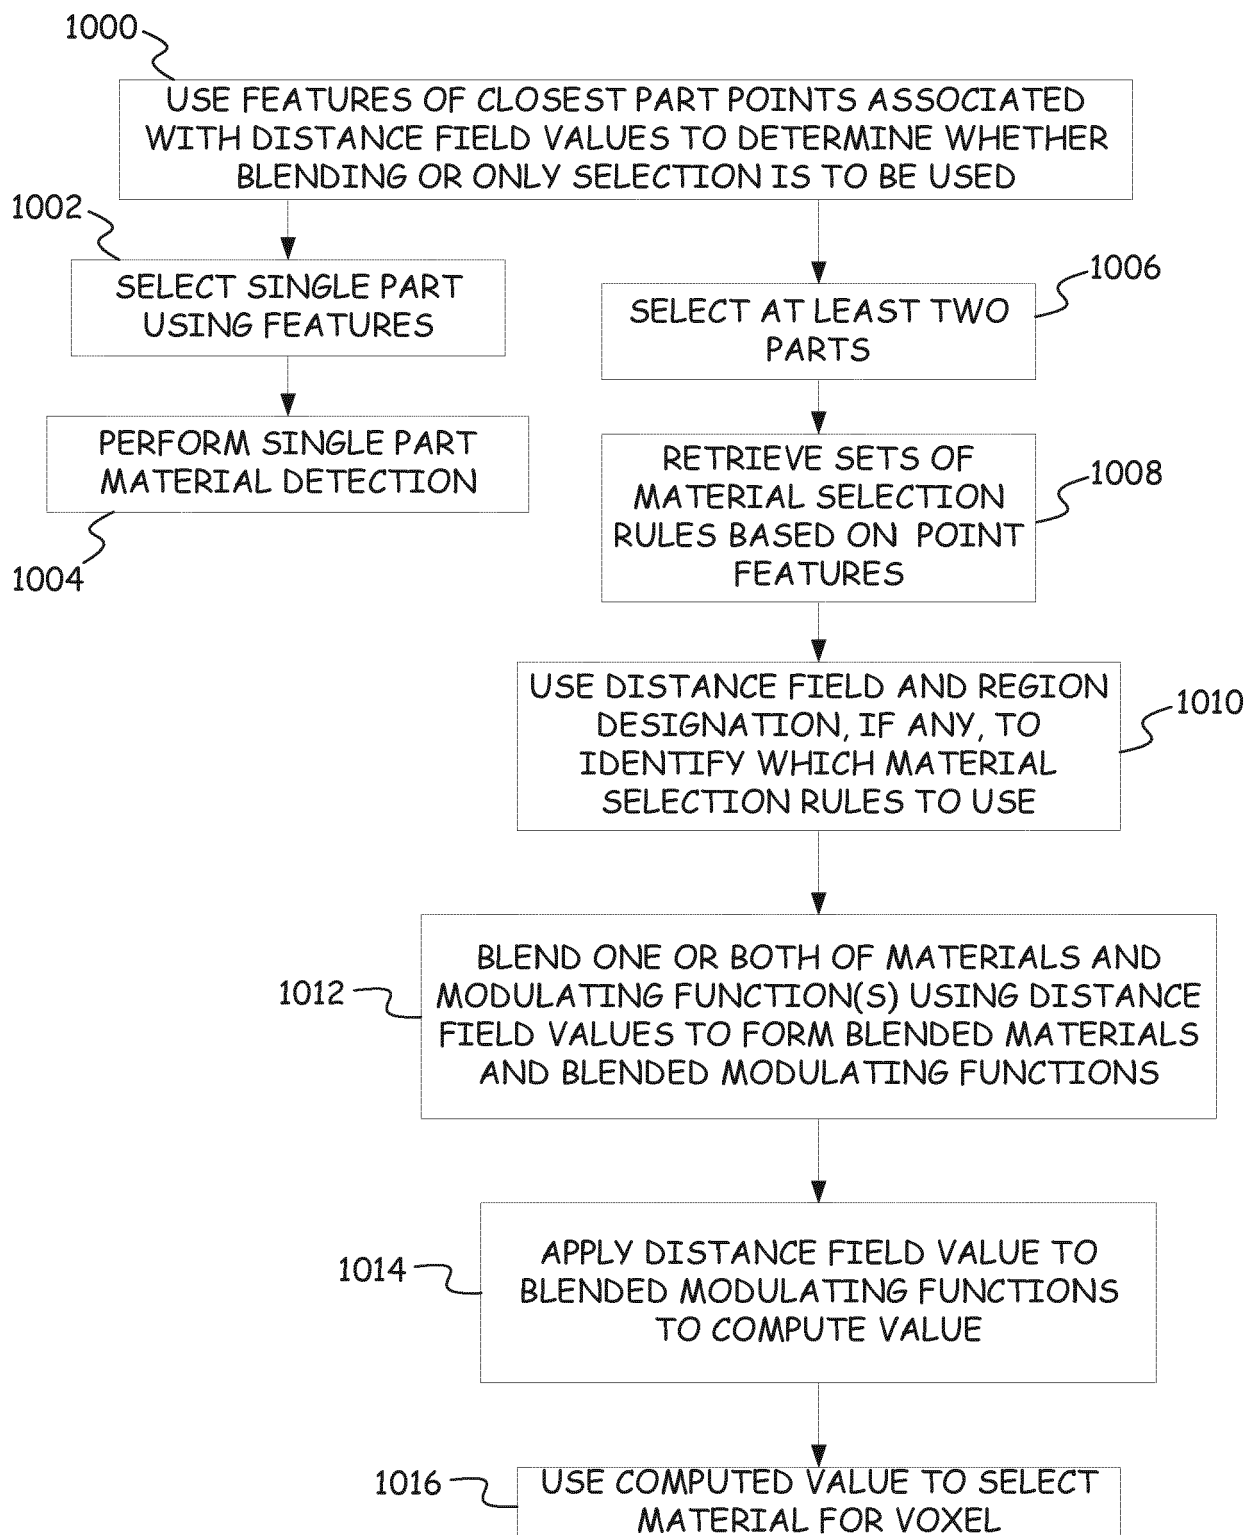 1000
USE FEATURES OF CLOSEST PART POINTS ASSOCIATED
WITH DISTANCE FIELD VALUES TO DETERMINE WHETHER
BLENDING OR ONLY SELECTION IS TO BE USED
1002
SELECT SINGLE PART
USING FEATURES
PERFORM SINGLE PART
MATERIAL DETECTION
1004
1006
SELECT AT LEAST TWO
PARTS
RETRIEVE SETS OF
MATERIAL SELECTION
RULES BASED ON POINT
FEATURES
1008
USE DISTANCE FIELD AND REGION
DESIGNATION, IF ANY, TO
IDENTIFY WHICH MATERIAL
SELECTION RULES TO USE
1010
BLEND ONE OR BOTH OF MATERIALS AND
MODULATING FUNCTION(S) USING DISTANCE
FIELD VALUES TO FORM BLENDED MATERIALS
AND BLENDED MODULATING FUNCTIONS
1012
APPLY DISTANCE FIELD VALUE TO
BLENDED MODULATING FUNCTIONS
TO COMPUTE VALUE
1014
USE COMPUTED VALUE TO SELECT
MATERIAL FOR VOXEL
1016